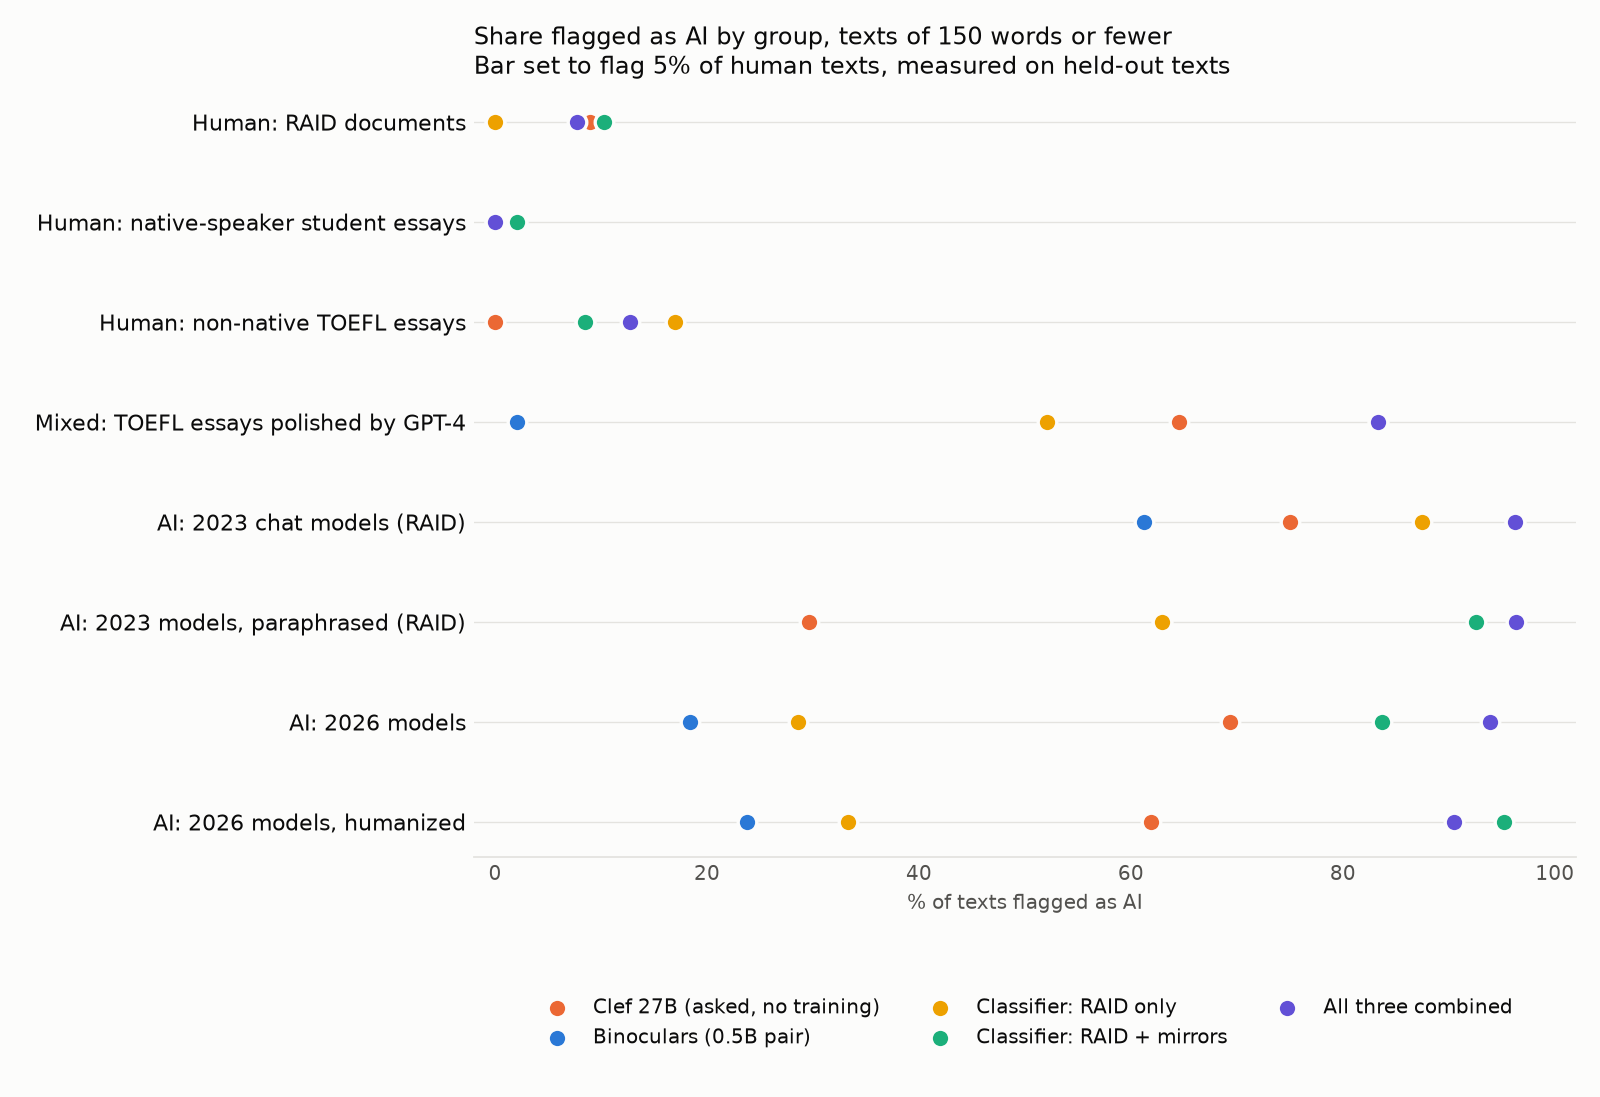 Share flagged as AI by group, texts of 150 words or fewer
Bar set to flag 5% of human texts, measured on held-out texts
Human: RAID documents
Human: native-speaker student essays
Human: non-native TOEFL essays
Mixed: TOEFL essays polished by GPT-4
AI: 2023 chat models (RAID)
AI: 2023 models, paraphrased (RAID)
AI: 2026 models
AI: 2026 models, humanized
0 20 40 60 80 100
% of texts flagged as AI
Clef 27B (asked, no training) Classifier: RAID only All three combined
Binoculars (0.5B pair) Classifier: RAID + mirrors